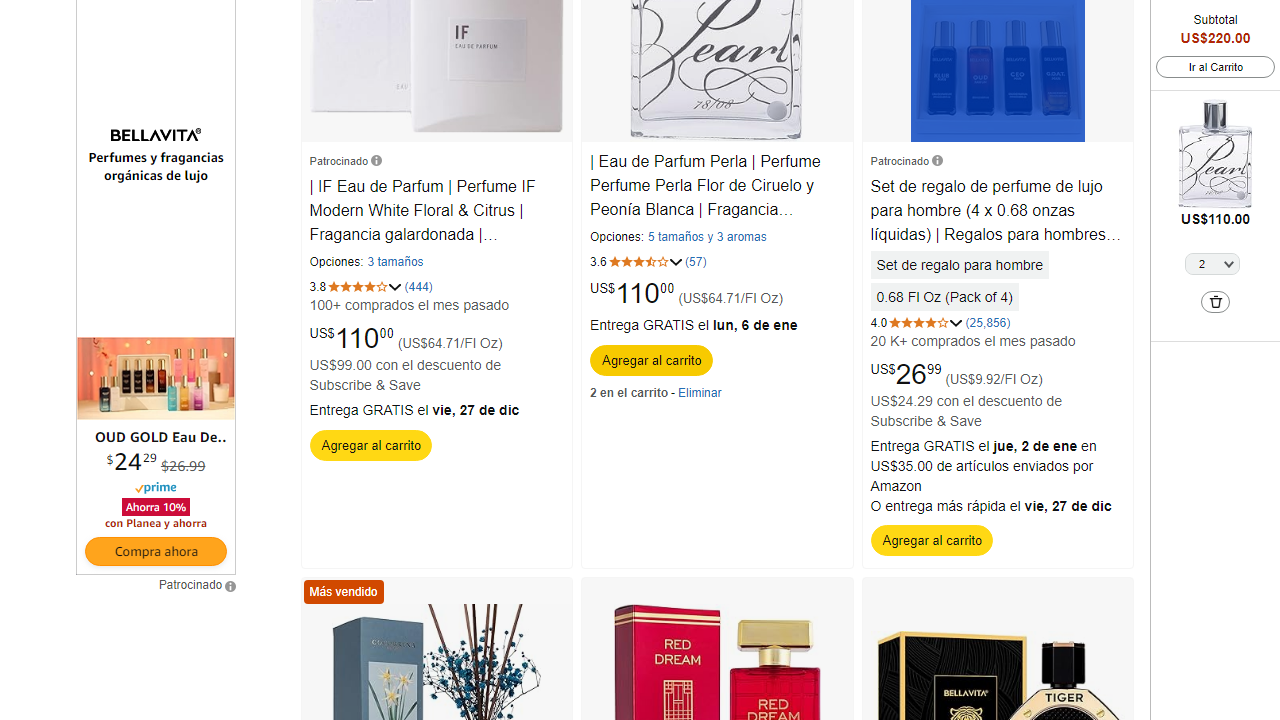 BELLAVITA®
Perfumes y fragancias
orgánicas de lujo
OUD GOLD Eau De..
$24 29 $26.99
prime
Ahorra 10%
con Planea y ahorra
Compra ahora
Patrocinado
IF
EAU DE PARFUM
Patrocinado
| IF Eau de Parfum | Perfume IF
Modern White Floral & Citrus |
Fragancia galardonada |…
Opciones: 3 tamaños
3.8 (444)
100+ comprados el mes pasado
US$110 00 (US$64.71/Fl Oz)
US$99.00 con el descuento de
Subscribe & Save
Entrega GRATIS el vie, 27 de dic
Agregar al carrito
Pearl
78/08
| Eau de Parfum Perla | Perfume
Perfume Perla Flor de Ciruelo y
Peonía Blanca | Fragancia…
Opciones: 5 tamaños y 3 aromas
3.6 (57)
US$110 00 (US$64.71/Fl Oz)
Entrega GRATIS el lun, 6 de ene
Agregar al carrito
2 en el carrito - Eliminar
OUD
CEO
GOAT
Patrocinado
Set de regalo de perfume de lujo
para hombre (4 x 0.68 onzas
líquidas) | Regalos para hombres…
Set de regalo para hombre
0.68 Fl Oz (Pack of 4)
4.0 (25,856)
20 K+ comprados el mes pasado
US$26 99 (US$9.92/Fl Oz)
US$24.29 con el descuento de
Subscribe & Save
Entrega GRATIS el jue, 2 de ene en
US$35.00 de artículos enviados por
Amazon
O entrega más rápida el vie, 27 de dic
Agregar al carrito
Más vendido
RED
DREAM
RED
DREAM
BELLAVITA
TIGER
Subtotal
US$220.00
Ir al Carrito
Pearl
US$110.00
2